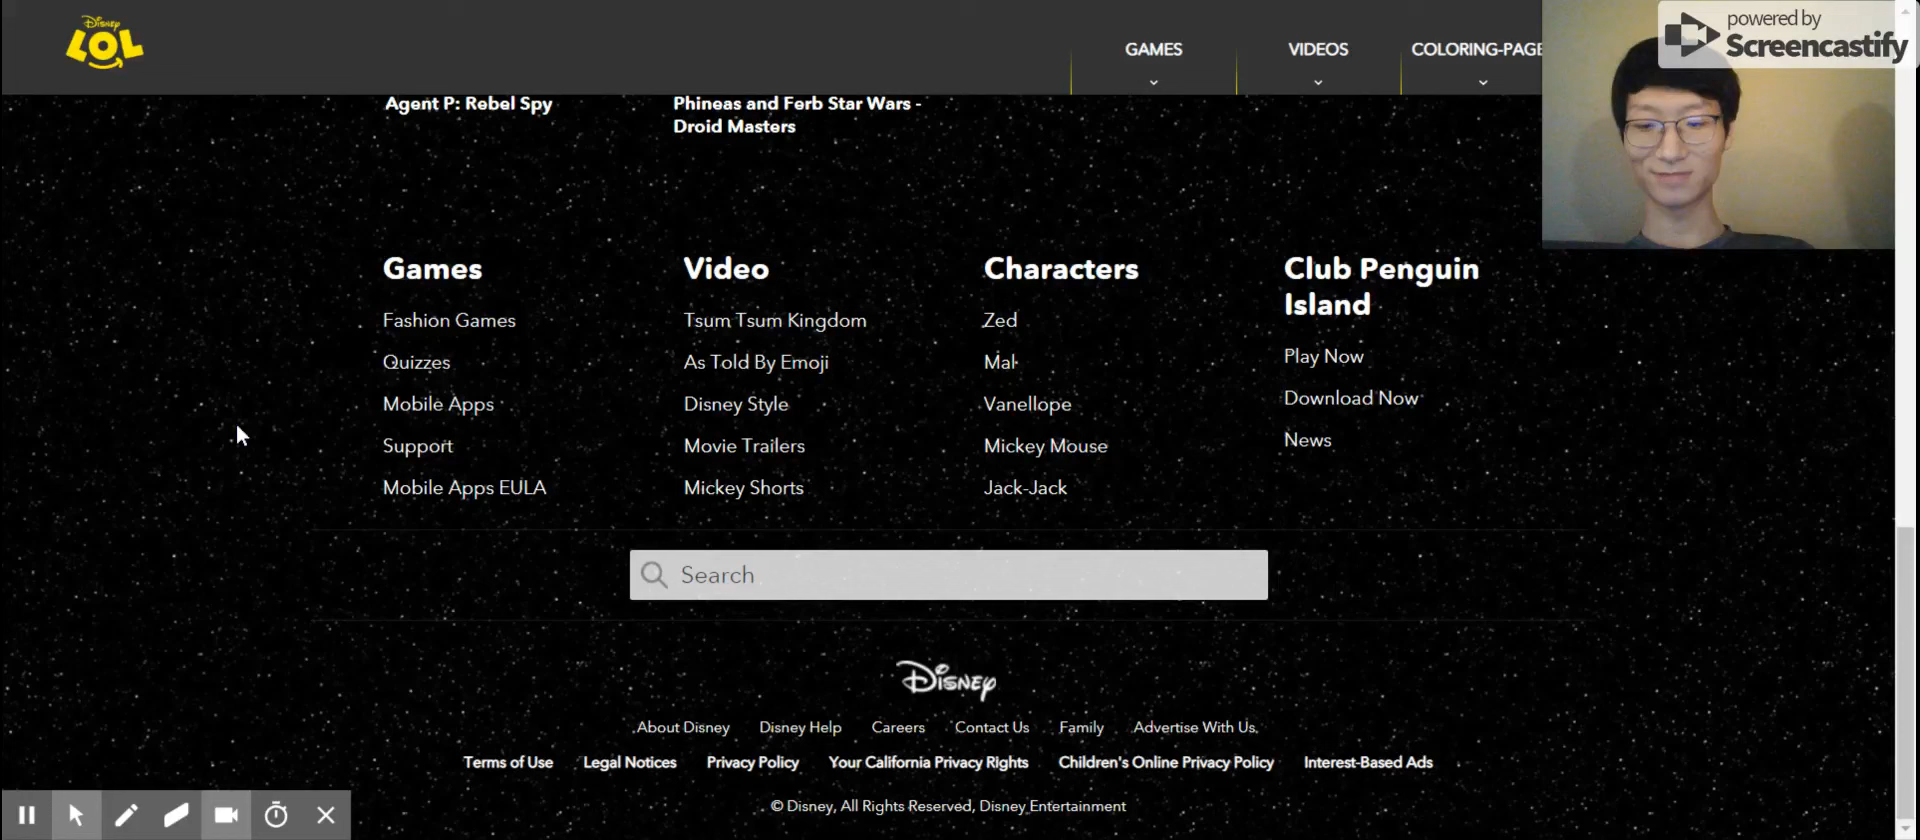 Disney
LOL
GAMES
VIDEOS
COLORING-PAGE
powered by
Screencastify
Agent P: Rebel Spy
Phineas and Ferb Star Wars -
Droid Masters
Games
Fashion Games
Quizzes
Mobile Apps
Support
Mobile Apps EULA
Video
Tsum Tsum Kingdom
As Told By Emoji
Disney Style
Movie Trailers
Mickey Shorts
Characters
Zed
Mal
Vanellope
Mickey Mouse
Jack-Jack
Club Penguin
Island
Play Now
Download Now
News
Search
Disney
About Disney Disney Help Careers Contact Us Family Advertise With Us
Terms of Use Legal Notices Privacy Policy Your California Privacy Rights Children's Online Privacy Policy Interest-Based Ads
© Disney, All Rights Reserved, Disney Entertainment